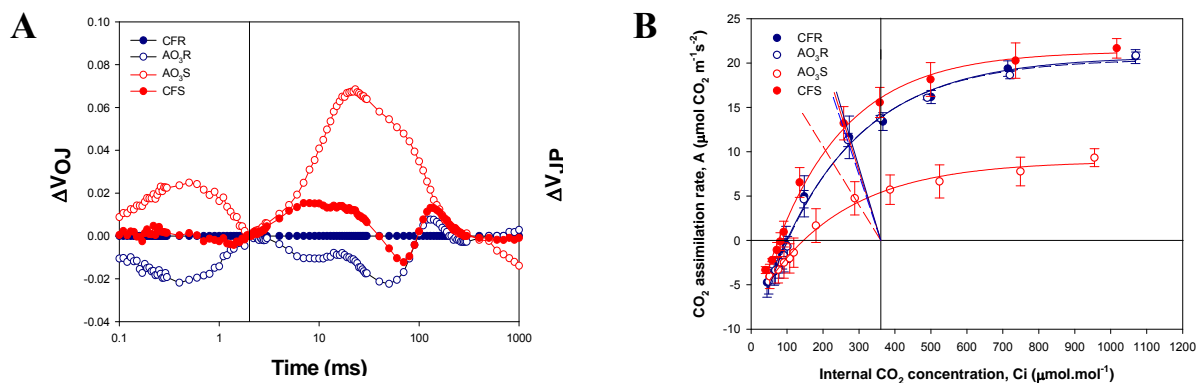 A
0.10
0.08
0.06
0.04
0.02
0.00
-0.02
-0.04
ΔV_OJ
CFR
AO₃R
AO₃S
CFS
ΔV_JP
0.1 1 10 100 1000
Time (ms)
B
25
20
15
10
5
0
-5
-10
CO₂ assimilation rate, A (μmol CO₂ m⁻¹s⁻²)
CFR
AO₃R
AO₃S
CFS
0 100 200 300 400 500 600 700 800 900 1000 1100 1200
Internal CO₂ concentration, Ci (μmol.mol⁻¹)